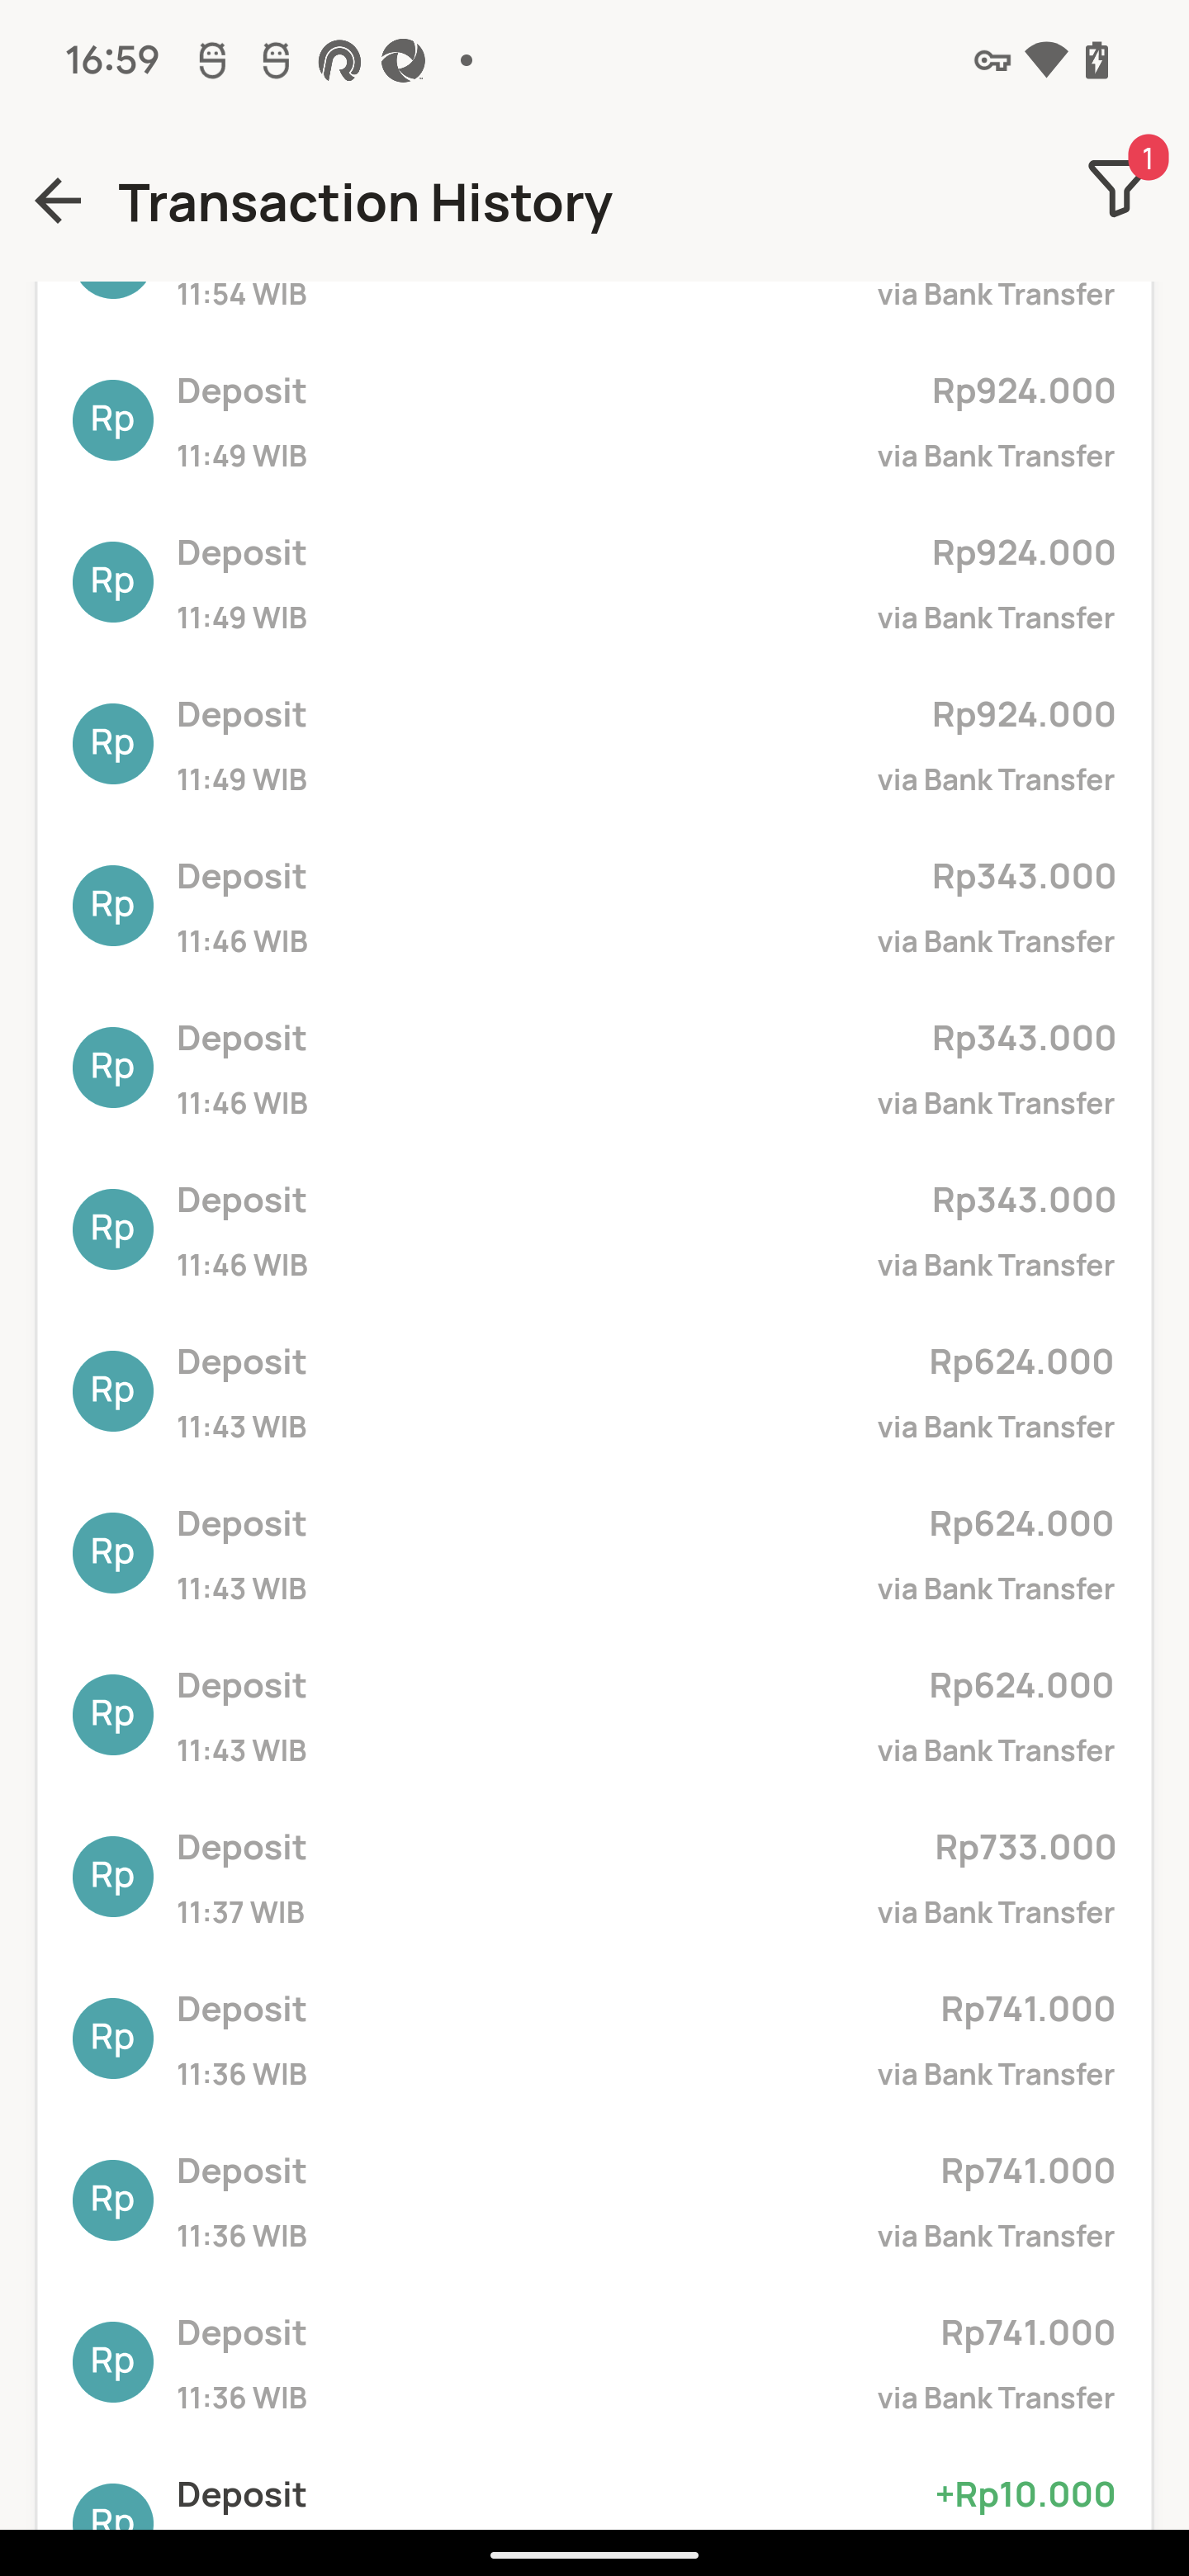 16:59
Transaction History
1
11:54 WIB via Bank Transfer
Rp Deposit Rp924.000
11:49 WIB via Bank Transfer
Rp Deposit Rp924.000
11:49 WIB via Bank Transfer
Rp Deposit Rp924.000
11:49 WIB via Bank Transfer
Rp Deposit Rp343.000
11:46 WIB via Bank Transfer
Rp Deposit Rp343.000
11:46 WIB via Bank Transfer
Rp Deposit Rp343.000
11:46 WIB via Bank Transfer
Rp Deposit Rp624.000
11:43 WIB via Bank Transfer
Rp Deposit Rp624.000
11:43 WIB via Bank Transfer
Rp Deposit Rp624.000
11:43 WIB via Bank Transfer
Rp Deposit Rp733.000
11:37 WIB via Bank Transfer
Rp Deposit Rp741.000
11:36 WIB via Bank Transfer
Rp Deposit Rp741.000
11:36 WIB via Bank Transfer
Rp Deposit Rp741.000
11:36 WIB via Bank Transfer
Rp Deposit +Rp10.000